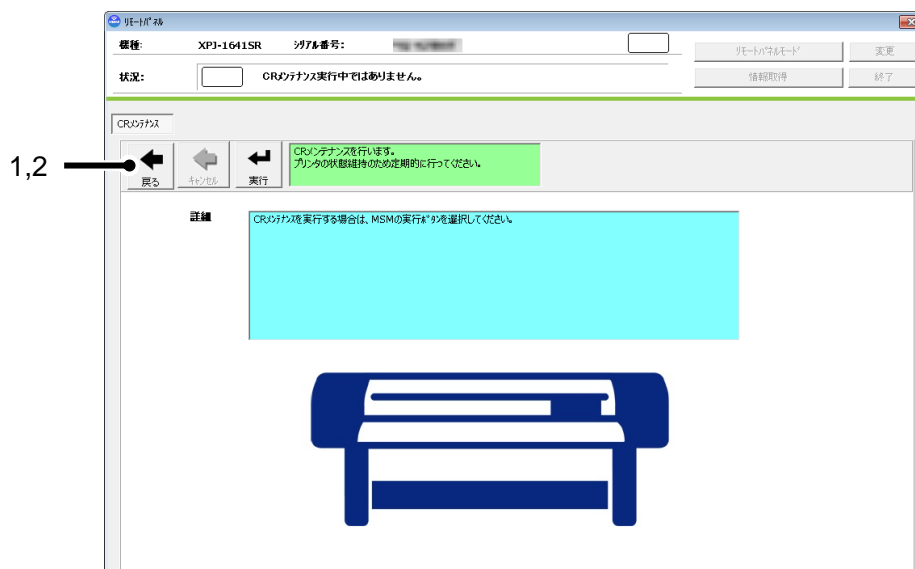 ﾘﾓｰﾄﾊﾟﾈﾙ
機種: XPJ-1641SR ｼﾘｱﾙ番号:
ﾘﾓｰﾄﾊﾟﾈﾙﾓｰﾄﾞ 変更
状況: CRﾒﾝﾃﾅﾝｽ実行中ではありません。
情報取得 終了
CRﾒﾝﾃﾅﾝｽ
1,2
戻る ｷｬﾝｾﾙ 実行
CRメンテナンスを行います。
プリンタの状態維持のため定期的に行ってください。
詳細
CRﾒﾝﾃﾅﾝｽを実行する場合は、MSMの実行ﾎﾞﾀﾝを選択してください。